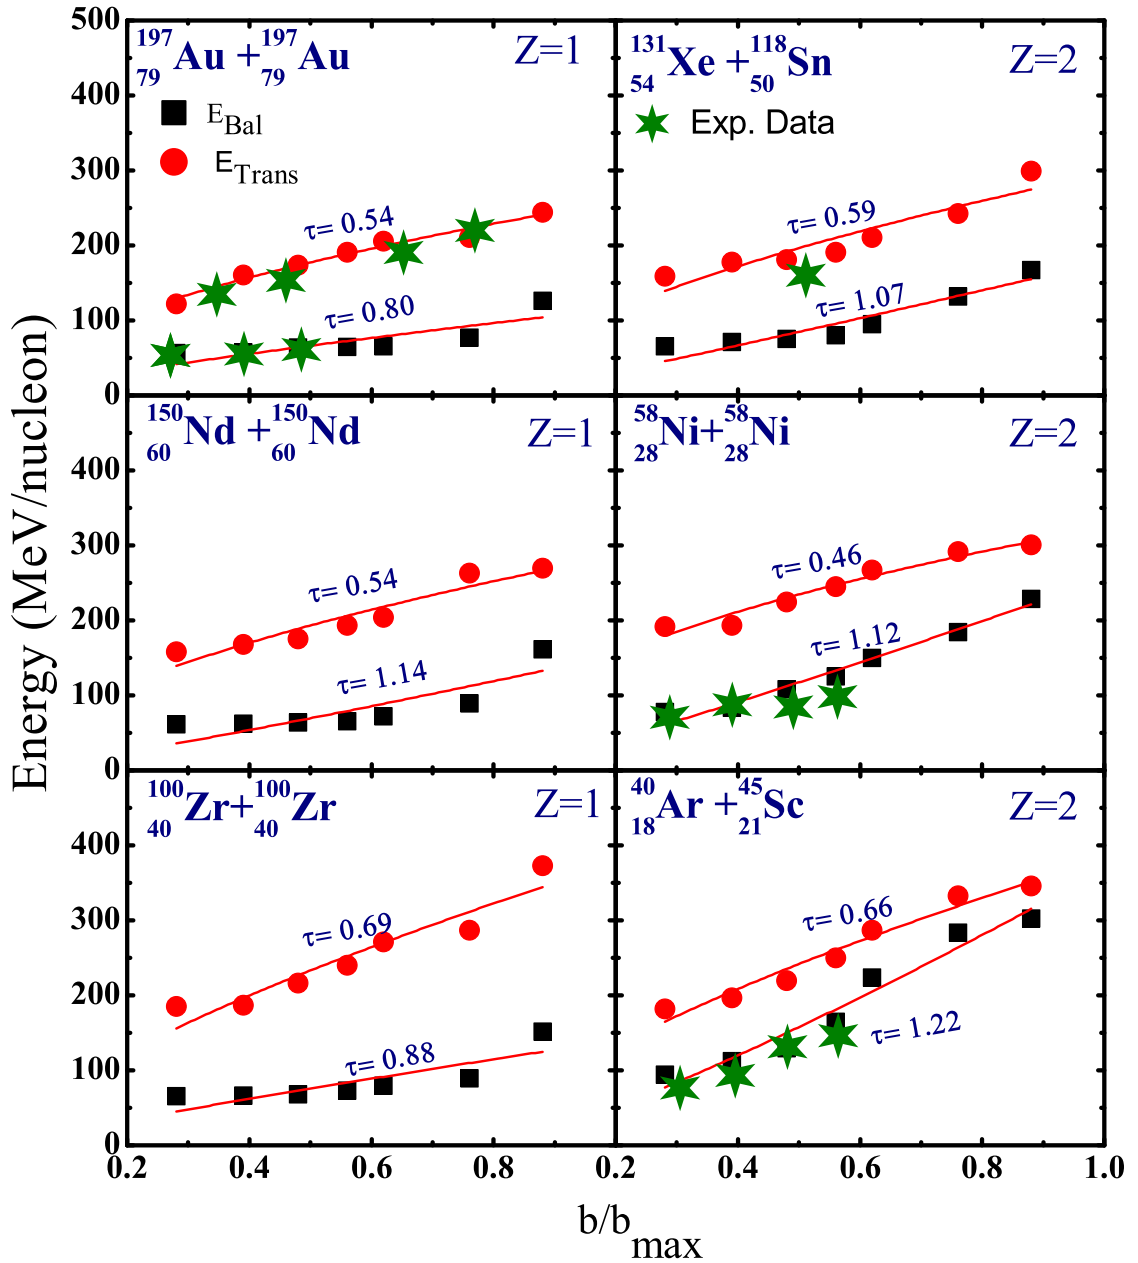 Energy (MeV/nucleon)
500
400
300
200
100
0
400
300
200
100
0
400
300
200
100
0
197 79 Au + 197 79 Au Z=1
E Bal
E Trans
τ= 0.54
τ= 0.80
131 54 Xe + 118 50 Sn Z=2
Exp. Data
τ= 0.59
τ= 1.07
150 60 Nd + 150 60 Nd Z=1
τ= 0.54
τ= 1.14
58 28 Ni+ 58 28 Ni Z=2
τ= 0.46
τ= 1.12
100 40 Zr+ 100 40 Zr Z=1
τ= 0.69
τ= 0.88
40 18 Ar + 45 21 Sc Z=2
τ= 0.66
τ= 1.22
0.2 0.4 0.6 0.8 0.2 0.4 0.6 0.8 1.0
b/b max